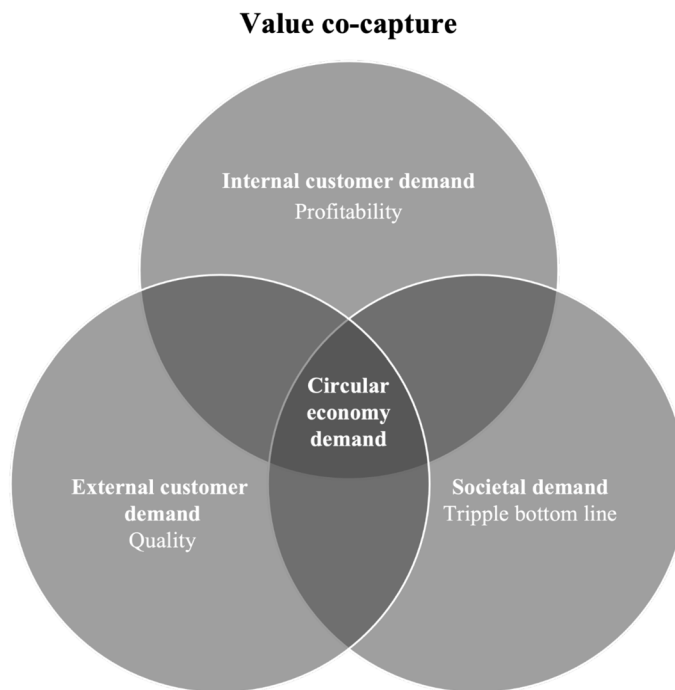 Value co-capture
Internal customer demand
Profitability
Circular
economy
demand
External customer
demand
Quality
Societal demand
Tripple bottom line